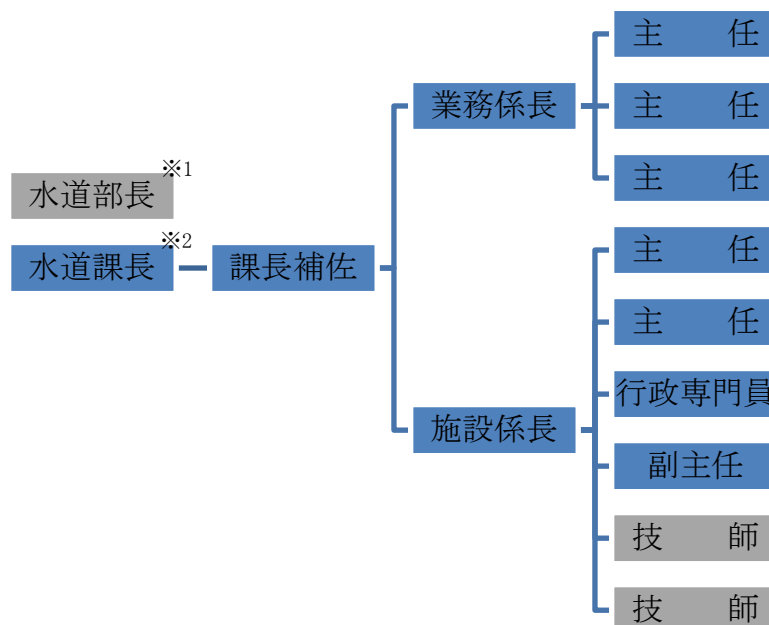 水道部長※1
水道課長※2
課長補佐
業務係長
主　任
主　任
主　任
施設係長
主　任
主　任
行政専門員
副主任
技　師
技　師